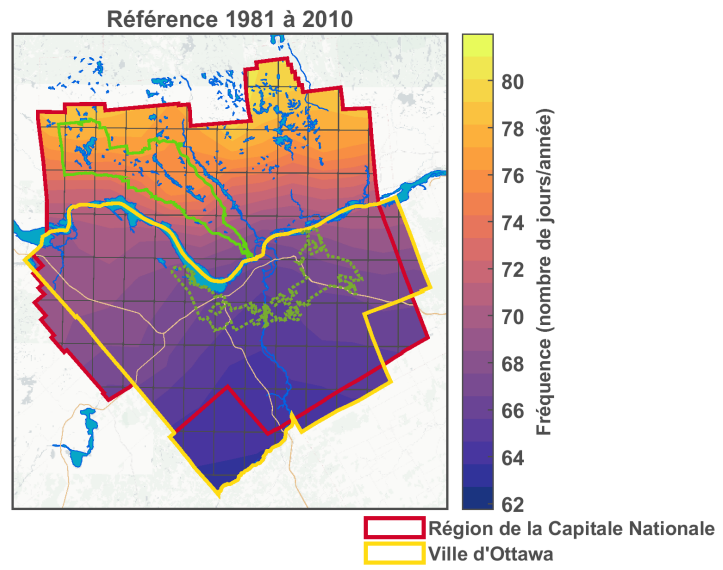 Référence 1981 à 2010
80
78
76
74
72
70
68
66
64
62
Fréquence (nombre de jours/année)
Région de la Capitale Nationale
Ville d'Ottawa